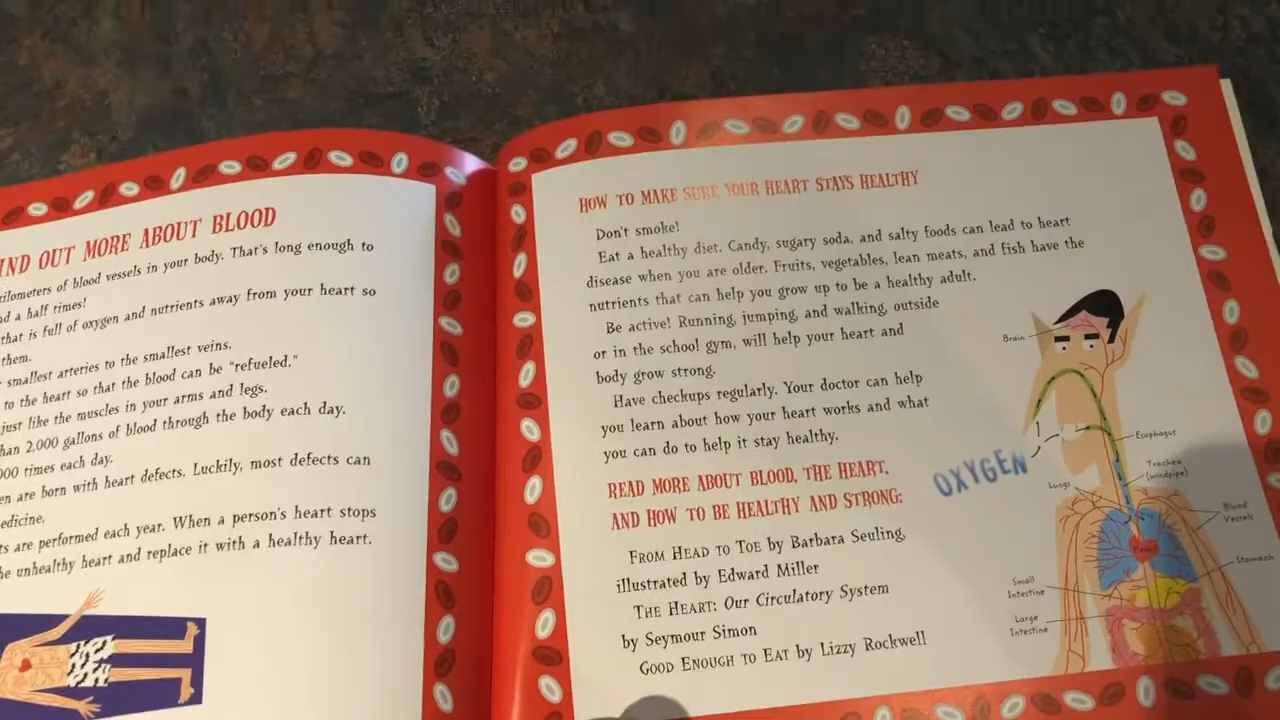 IND OUT MORE ABOUT BLOOD
kilometers of blood vessels in your body. That's long enough to
nd a half times!
that is full of oxygen and nutrients away from your heart so
them.
smallest arteries to the smallest veins.
to the heart so that the blood can be "refueled."
just like the muscles in your arms and legs.
han 2,000 gallons of blood through the body each day.
000 times each day.
en are born with heart defects. Luckily, most defects can
edicine.
ts are performed each year. When a person's heart stops
he unhealthy heart and replace it with a healthy heart.
HOW TO MAKE SURE YOUR HEART STAYS HEALTHY
Don't smoke!
Eat a healthy diet. Candy, sugary soda, and salty foods can lead to heart
disease when you are older. Fruits, vegetables, lean meats, and fish have the
nutrients that can help you grow up to be a healthy adult.
Be active! Running, jumping, and walking, outside
or in the school gym, will help your heart and
body grow strong.
Have checkups regularly. Your doctor can help
you learn about how your heart works and what
you can do to help it stay healthy.
READ MORE ABOUT BLOOD, THE HEART,
AND HOW TO BE HEALTHY AND STRONG:
FROM HEAD TO TOE by Barbara Seuling,
illustrated by Edward Miller
THE HEART: Our Circulatory System
by Seymour Simon
GOOD ENOUGH TO EAT by Lizzy Rockwell
Brain
OXYGEN
Esophagus
Trachea
(windpipe)
Lungs
Blood
Vessels
Heart
Stomach
Small
Intestine
Large
Intestine